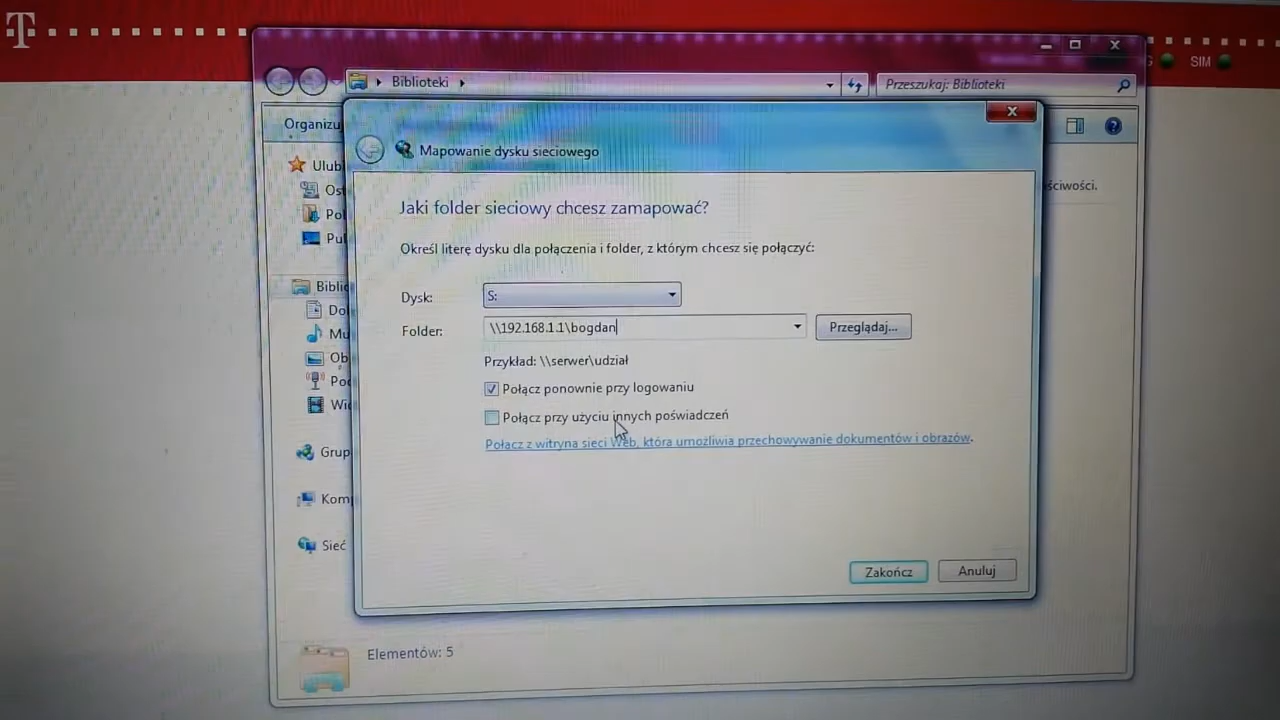 T
SIM
Biblioteki
Przeszukaj: Biblioteki
Organizu
Mapowanie dysku sieciowego
Ulub
ściwości.
Ost
Jaki folder sieciowy chcesz zamapować?
Pol
Pul
Określ literę dysku dla połączenia i folder, z którym chcesz się połączyć:
Biblio
Dysk: S:
Do
Folder: \\192.168.1.1\bogdan Przeglądaj...
Mu
Ob
Przykład: \\serwer\udział
Po
Połącz ponownie przy logowaniu
Wi
Połącz przy użyciu innych poświadczeń
Połącz z witryną sieci Web, która umożliwia przechowywanie dokumentów i obrazów.
Grup
Kom
Sieć
Zakończ Anuluj
Elementów: 5